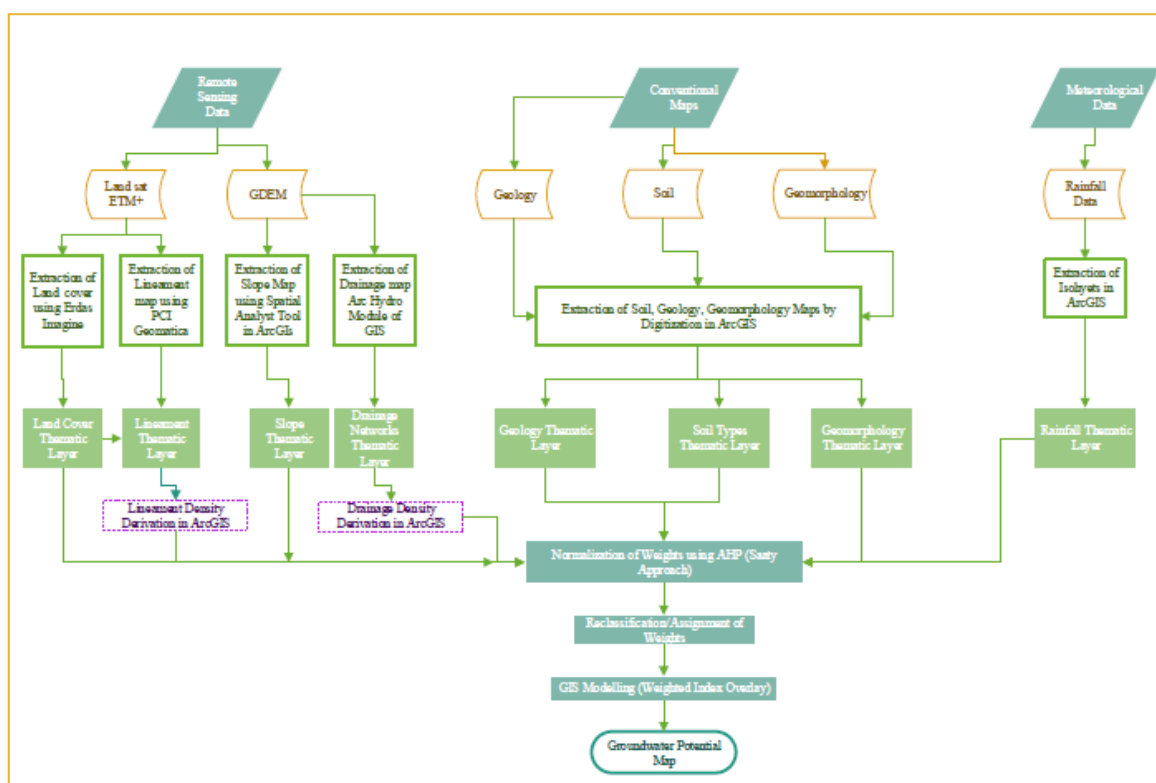 Remote
Sensing
Data
Conventional
Maps
Meteorological
Data
Land sat
ETM+
GDEM
Geology
Soil
Geomorphology
Rainfall
Data
Extraction of
Land cover
using Erdas
Imagine
Extraction of
Lineament
map using
PCI
Geomatica
Extraction of
Slope Map
using Spatial
Analyst Tool
in ArcGIs
Extraction of
Drainage map
Arc Hydro
Module of
GIS
Extraction of Soil, Geology, Geomorphology Maps by
Digitization in ArcGIS
Extraction of
Isohyets in
ArcGIS
Land Cover
Thematic
Layer
Lineament
Thematic
Layer
Slope
Thematic
Layer
Drainage
Networks
Thematic
Layer
Geology Thematic
Layer
Soil Types
Thematic Layer
Geomorphology
Thematic Layer
Rainfall Thematic
Layer
Lineament Density
Derivation in ArcGIS
Drainage Density
Derivation in ArcGIS
Normalization of Weights using AHP (Saaty
Approach)
Reclassification/Assignment of
Weights
GIS Modelling (Weighted Index Overlay)
Groundwater Potential
Map